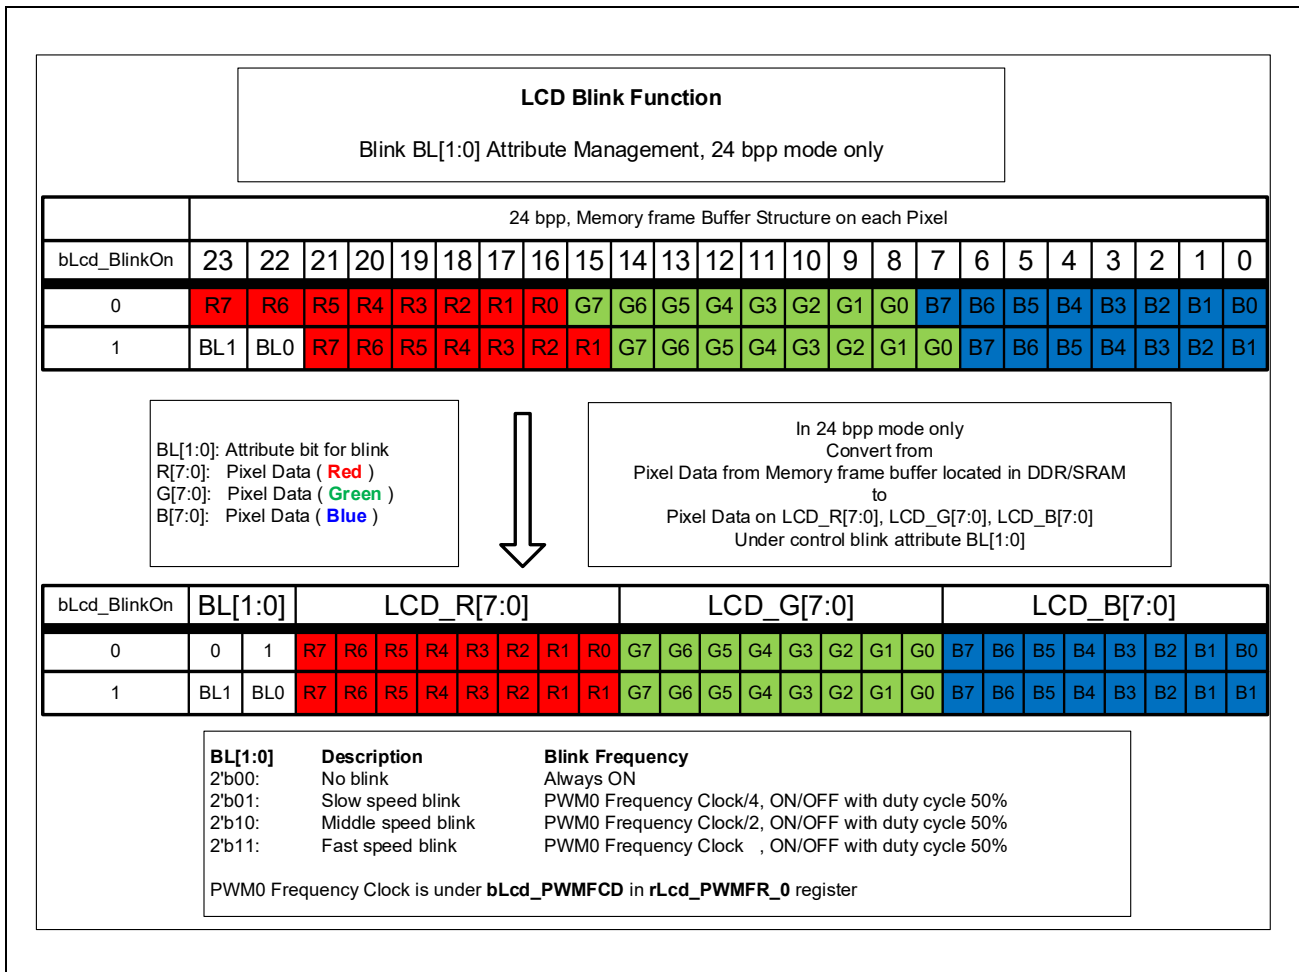 LCD Blink Function
Blink BL[1:0] Attribute Management, 24 bpp mode only
24 bpp, Memory frame Buffer Structure on each Pixel
bLcd_BlinkOn 23 22 21 20 19 18 17 16 15 14 13 12 11 10 9 8 7 6 5 4 3 2 1 0
0 R7 R6 R5 R4 R3 R2 R1 R0 G7 G6 G5 G4 G3 G2 G1 G0 B7 B6 B5 B4 B3 B2 B1 B0
1 BL1 BL0 R7 R6 R5 R4 R3 R2 R1 G7 G6 G5 G4 G3 G2 G1 G0 B7 B6 B5 B4 B3 B2 B1
BL[1:0]: Attribute bit for blink
R[7:0]: Pixel Data ( Red )
G[7:0]: Pixel Data ( Green )
B[7:0]: Pixel Data ( Blue )
In 24 bpp mode only
Convert from
Pixel Data from Memory frame buffer located in DDR/SRAM
to
Pixel Data on LCD_R[7:0], LCD_G[7:0], LCD_B[7:0]
Under control blink attribute BL[1:0]
bLcd_BlinkOn BL[1:0] LCD_R[7:0] LCD_G[7:0] LCD_B[7:0]
0 0 1 R7 R6 R5 R4 R3 R2 R1 R0 G7 G6 G5 G4 G3 G2 G1 G0 B7 B6 B5 B4 B3 B2 B1 B0
1 BL1 BL0 R7 R6 R5 R4 R3 R2 R1 R1 G7 G6 G5 G4 G3 G2 G1 G0 B7 B6 B5 B4 B3 B2 B1 B1
BL[1:0] Description Blink Frequency
2'b00: No blink Always ON
2'b01: Slow speed blink PWM0 Frequency Clock/4, ON/OFF with duty cycle 50%
2'b10: Middle speed blink PWM0 Frequency Clock/2, ON/OFF with duty cycle 50%
2'b11: Fast speed blink PWM0 Frequency Clock , ON/OFF with duty cycle 50%
PWM0 Frequency Clock is under bLcd_PWMFCD in rLcd_PWMFR_0 register